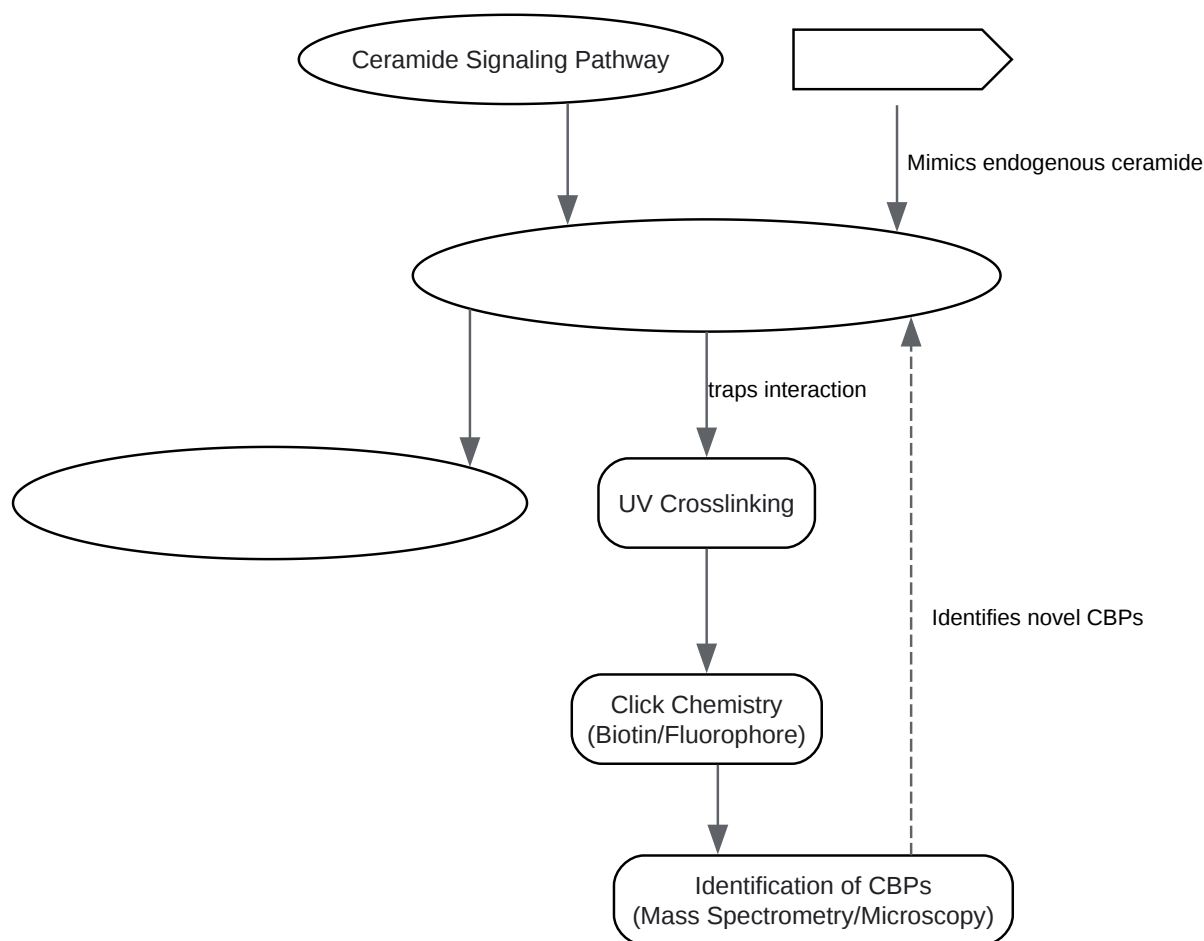 Ceramide Signaling Pathway
Mimics endogenous ceramide
traps interaction
UV Crosslinking
Identifies novel CBPs
Click Chemistry
(Biotin/Fluorophore)
Identification of CBPs
(Mass Spectrometry/Microscopy)